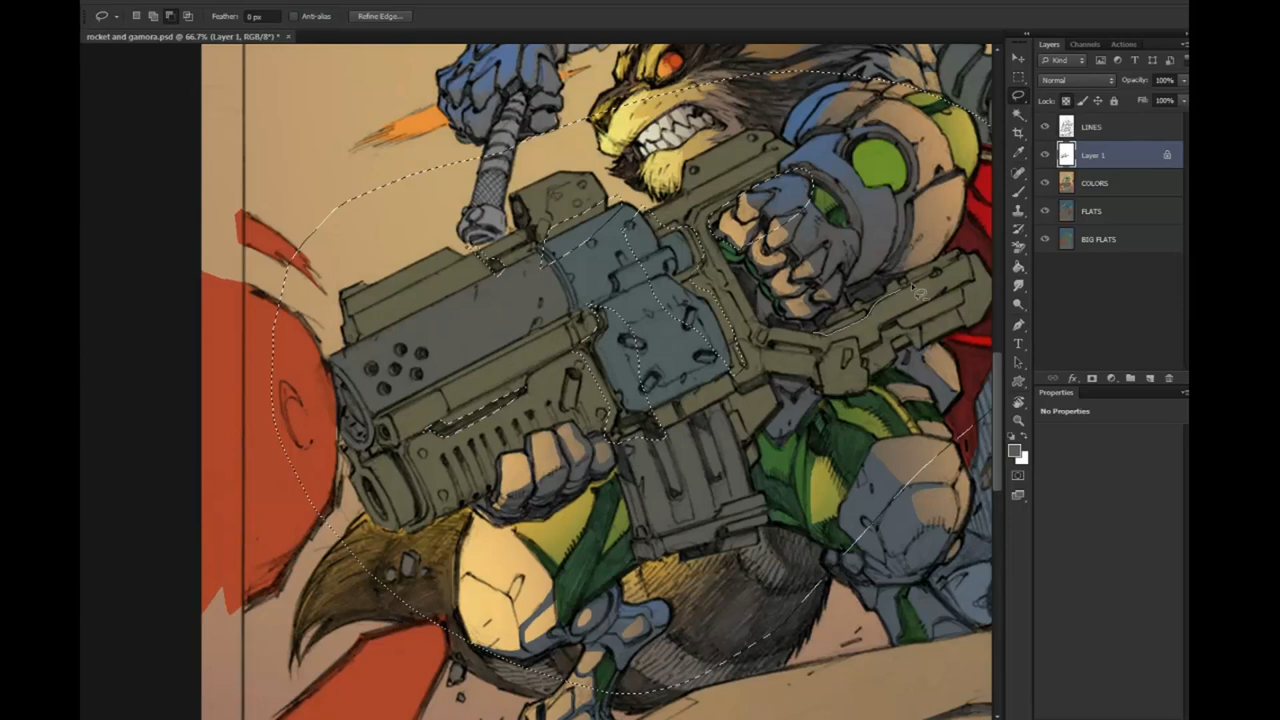 Feather: 0 px Anti-alias Refine Edge...
rocket and gamora.psd @ 66.7% (Layer 1, RGB/8*) * ×
Layers Channels Actions
Kind
Normal Opacity: 100%
Lock: Fill: 100%
LINES
Layer 1
COLORS
FLATS
BIG FLATS
fx
Properties
No Properties